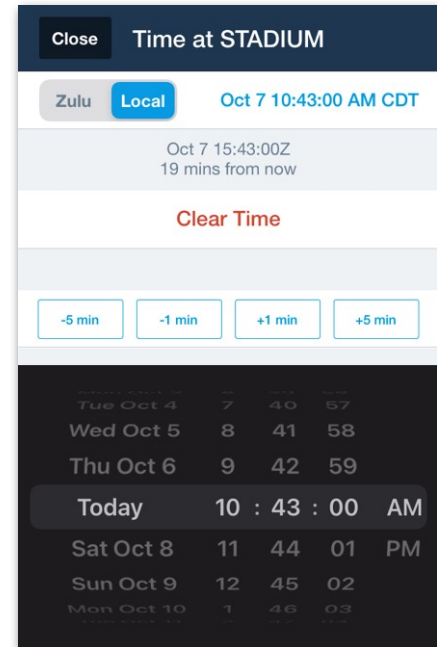 Close Time at STADIUM
Zulu Local Oct 7 10:43:00 AM CDT
Oct 7 15:43:00Z
19 mins from now
Clear Time
-5 min -1 min +1 min +5 min
Tue Oct 4 7 40 57
Wed Oct 5 8 41 58
Thu Oct 6 9 42 59
Today 10 : 43 : 00 AM
Sat Oct 8 11 44 01 PM
Sun Oct 9 12 45 02
Mon Oct 10 1 46 03